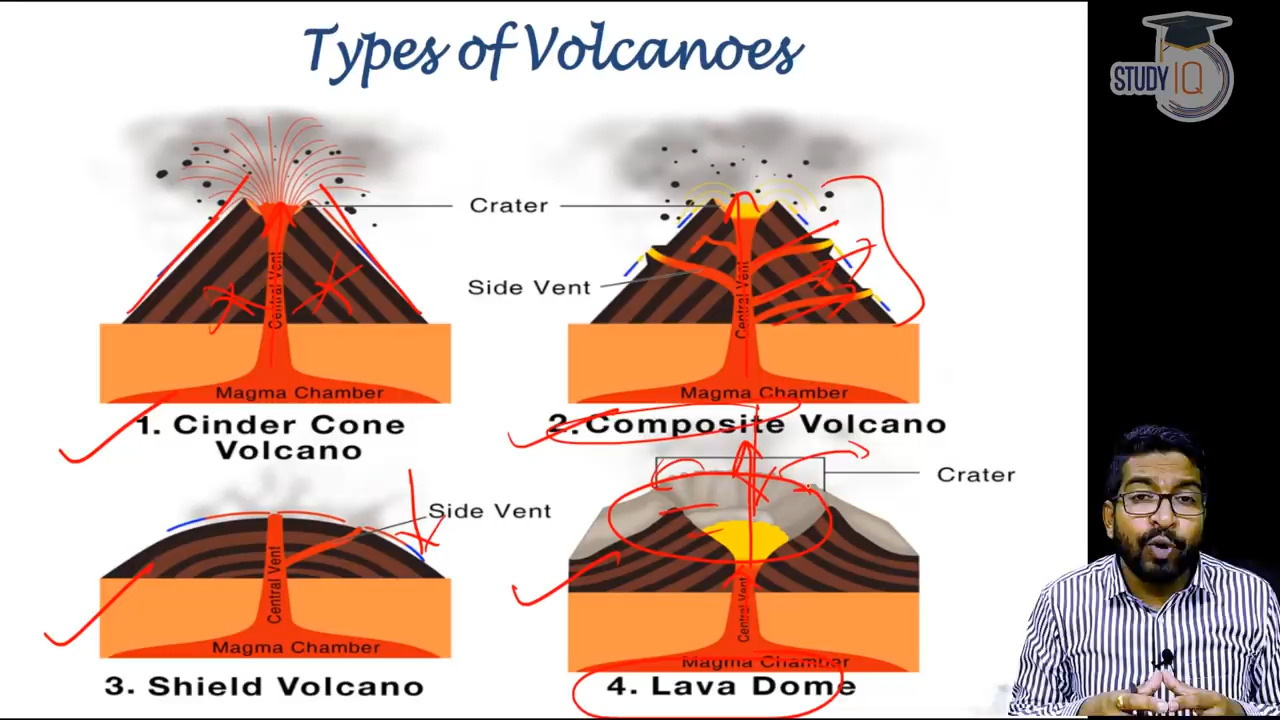 Types of Volcanoes
STUDY IQ
Crater
Side Vent
Central Vent
Central Vent
Magma Chamber
Magma Chamber
1. Cinder Cone
Volcano
2. Composite Volcano
Crater
Side Vent
Central Vent
Central Vent
Magma Chamber
Magma Chamber
3. Shield Volcano
4. Lava Dome